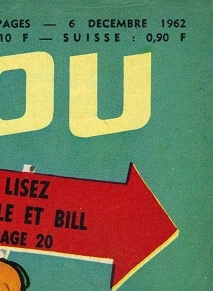 PAGES — 6 DECEMBRE 1962
10 F — SUISSE : 0,90 F
OU
LISEZ
LE ET BILL
AGE 20